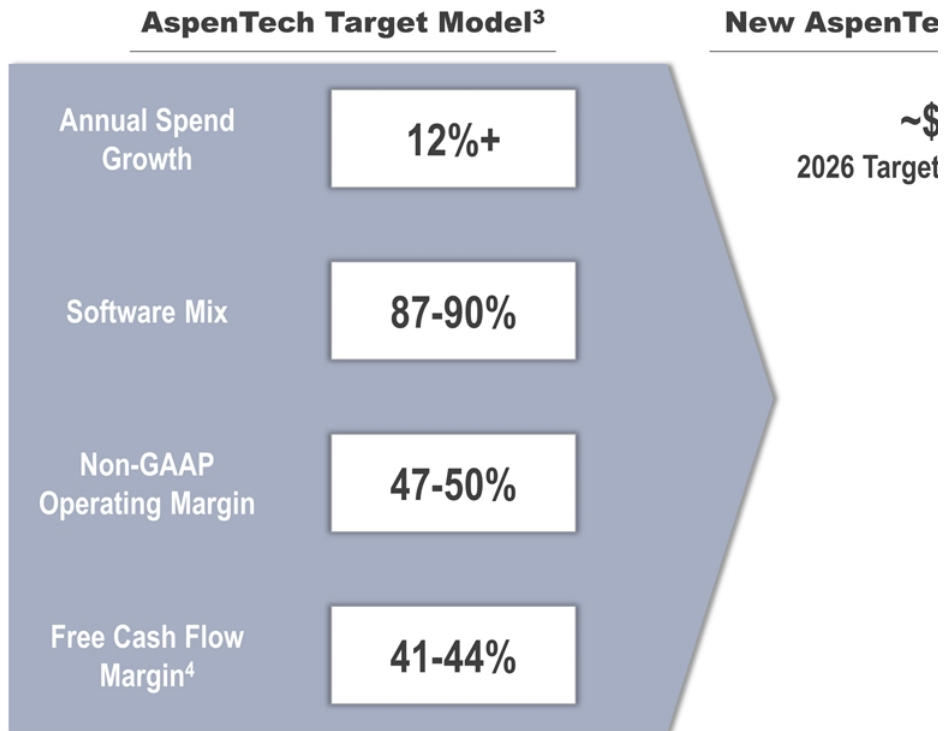 AspenTech Target Model³
New AspenTe
Annual Spend
Growth
12%+
~$
2026 Target
Software Mix
87-90%
Non-GAAP
Operating Margin
47-50%
Free Cash Flow
Margin⁴
41-44%